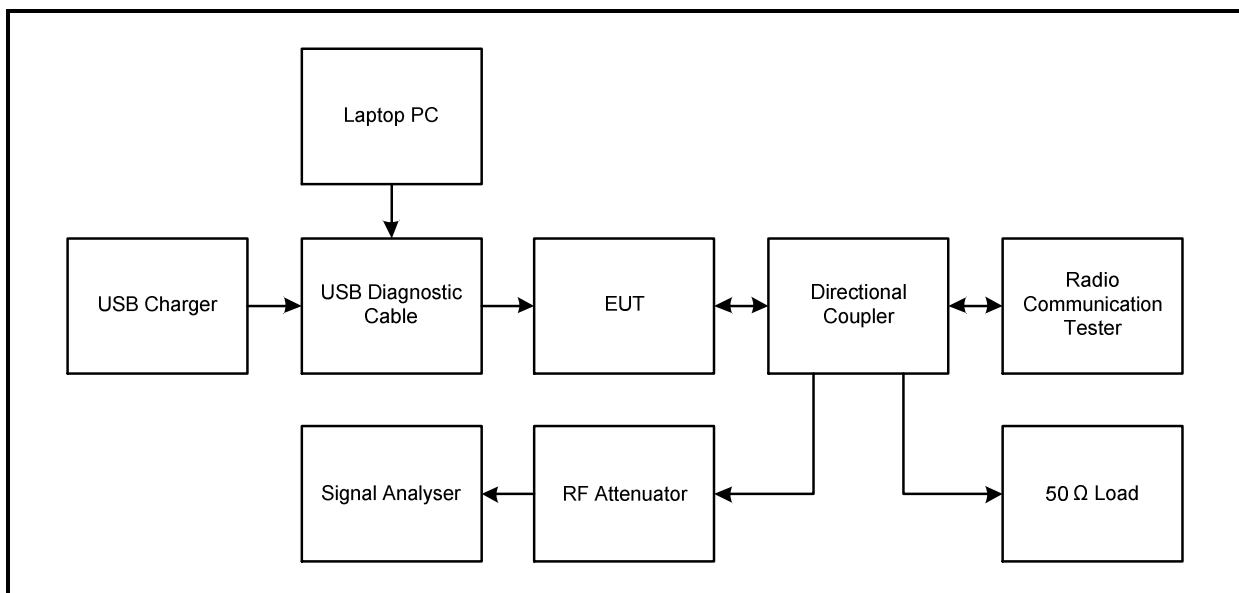 Laptop PC
USB Charger
USB Diagnostic
Cable
EUT
Directional
Coupler
Radio
Communication
Tester
Signal Analyser
RF Attenuator
50 Ω Load